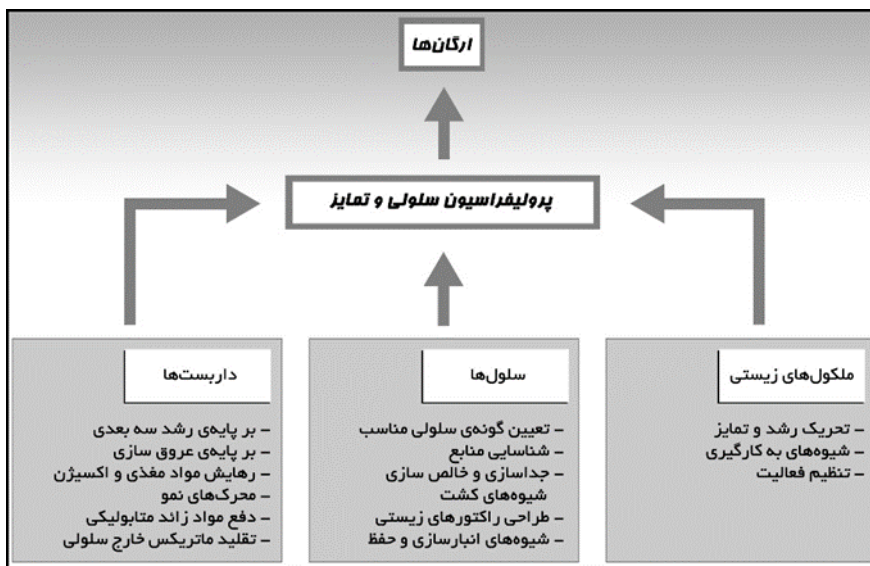 ارگان‌ها
پرولیفراسیون سلولی و تمایز
ملکول‌های زیستی
- تحریک رشد و تمایز
- شیوه‌های به کارگیری
- تنظیم فعالیت
سلول‌ها
- تعیین گونه‌ی سلولی مناسب
- شناسایی منابع
- جداسازی و خالص سازی
شیوه‌های کشت
- طراحی راکتورهای زیستی
- شیوه‌های انبارسازی و حفظ
داربست‌ها
- بر پایه‌ی رشد سه بعدی
- بر پایه‌ی عروق سازی
- رهایش مواد مغذی و اکسیژن
- محرک‌های نمو
- دفع مواد زائد متابولیکی
- تقلید ماتریکس خارج سلولی